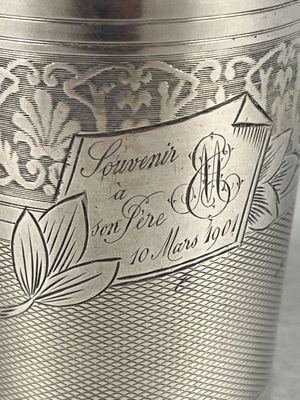 Souvenir
à
son Père
10 Mars 1901